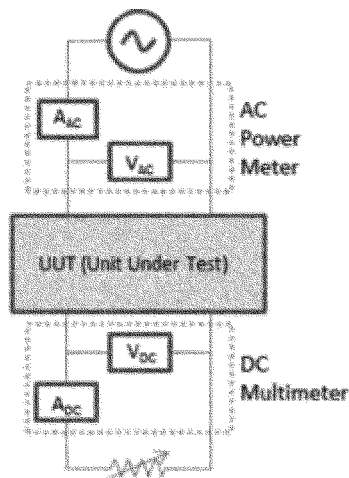 A_AC
AC
Power
Meter
V_AC
UUT (Unit Under Test)
V_DC
DC
Multimeter
A_DC